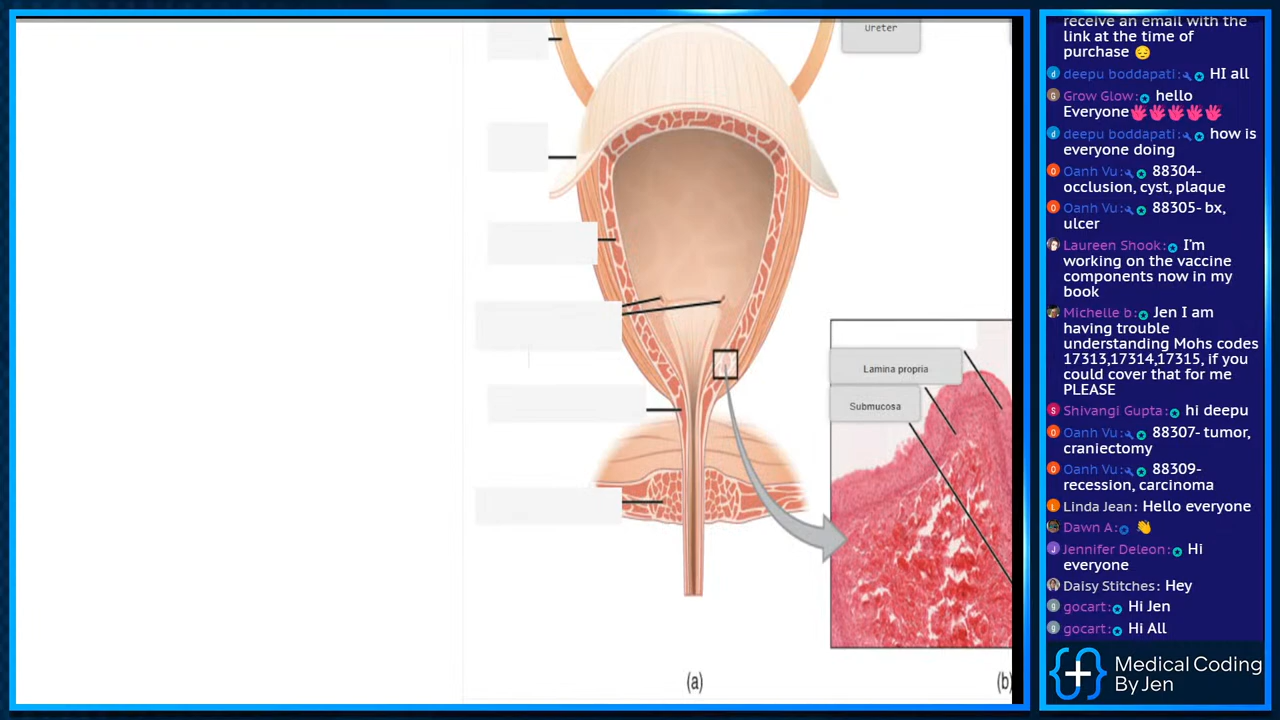 Ureter
Lamina propria
Submucosa
(a)
(b)
receive an email with the
link at the time of
purchase 😔
deepu boddapati: HI all
Grow Glow: hello
Everyone👋👋👋👋👋
deepu boddapati: how is
everyone doing
Oanh Vu: 88304-
occlusion, cyst, plaque
Oanh Vu: 88305- bx,
ulcer
Laureen Shook: I'm
working on the vaccine
components now in my
book
Michelle b: Jen I am
having trouble
understanding Mohs codes
17313,17314,17315, if you
could cover that for me
PLEASE
Shivangi Gupta: hi deepu
Oanh Vu: 88307- tumor,
craniectomy
Oanh Vu: 88309-
recession, carcinoma
Linda Jean: Hello everyone
Dawn A: 👋
Jennifer Deleon: Hi
everyone
Daisy Stitches: Hey
gocart: Hi Jen
gocart: Hi All
Medical Coding
By Jen